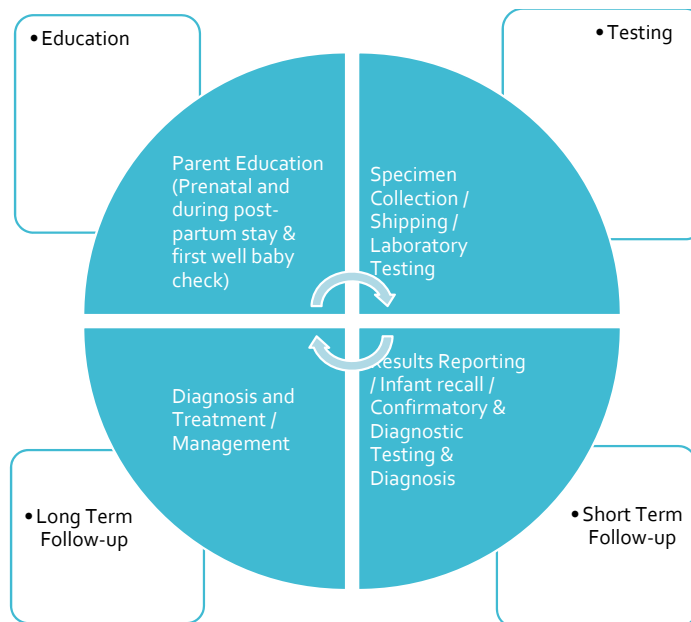 • Education
• Testing
Parent Education
(Prenatal and
during post-
partum stay &
first well baby
check)
Specimen
Collection /
Shipping /
Laboratory
Testing
Diagnosis and
Treatment /
Management
Results Reporting
/ Infant recall /
Confirmatory &
Diagnostic
Testing &
Diagnosis
• Long Term
Follow-up
• Short Term
Follow-up